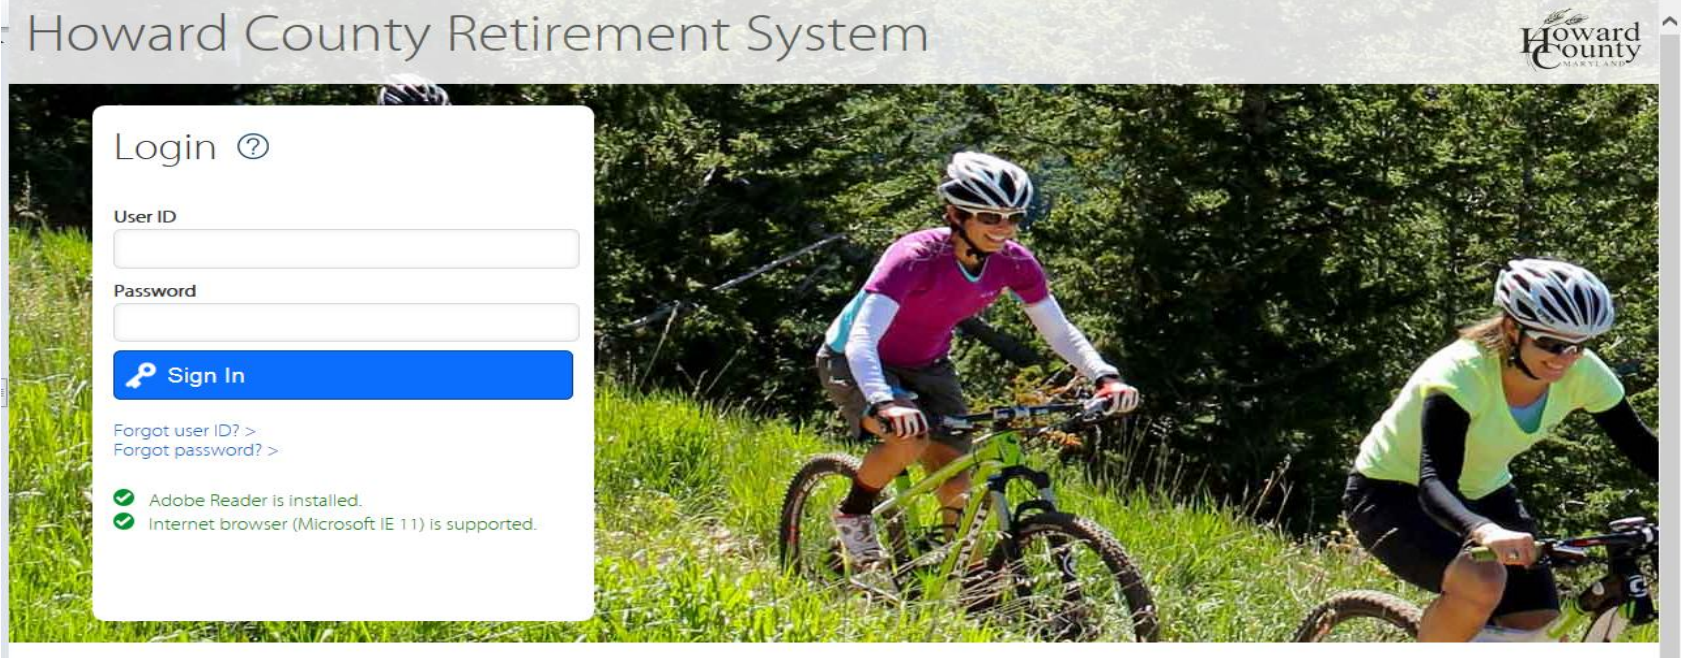 Howard County Retirement System
Howard
County
MARYLAND
Login ?
User ID
Password
Sign In
Forgot user ID? >
Forgot password? >
Adobe Reader is installed.
Internet browser (Microsoft IE 11) is supported.